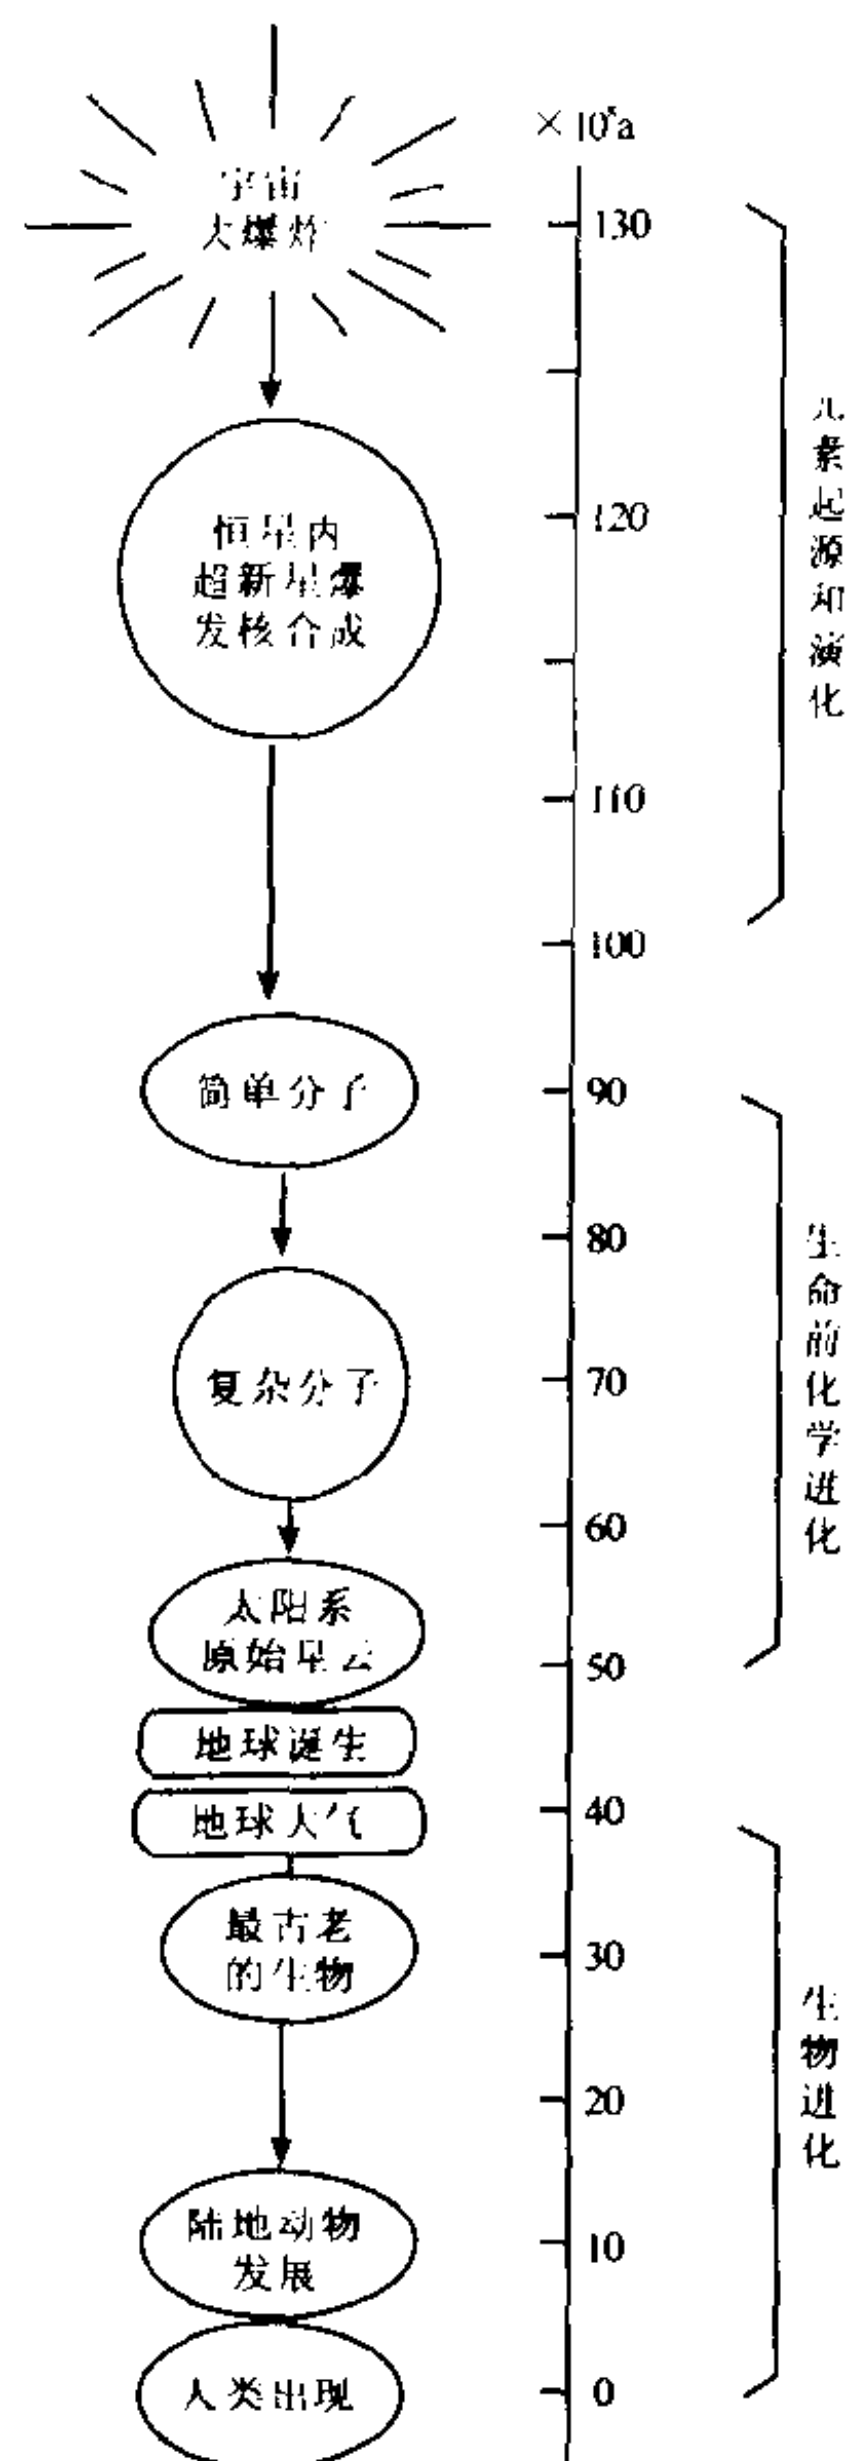 宇宙
大爆炸
恒星内
超新星爆
发核合成
简单分子
复杂分子
太阳系
原始星云
地球诞生
地球大气
最古老
的生物
陆地动物
发展
人类出现
×10⁸a
130
120
110
100
90
80
70
60
50
40
30
20
10
0
元素起源和演化
生命前化学进化
生物进化